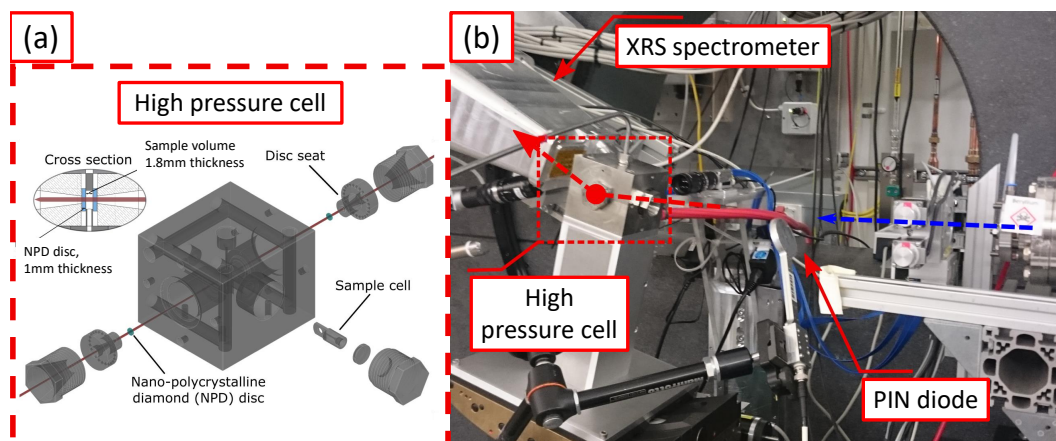 (a)
High pressure cell
Sample volume
1.8mm thickness
Cross section
Disc seat
NPD disc,
1mm thickness
Sample cell
Nano-polycrystalline
diamond (NPD) disc
(b)
XRS spectrometer
High
pressure cell
PIN diode